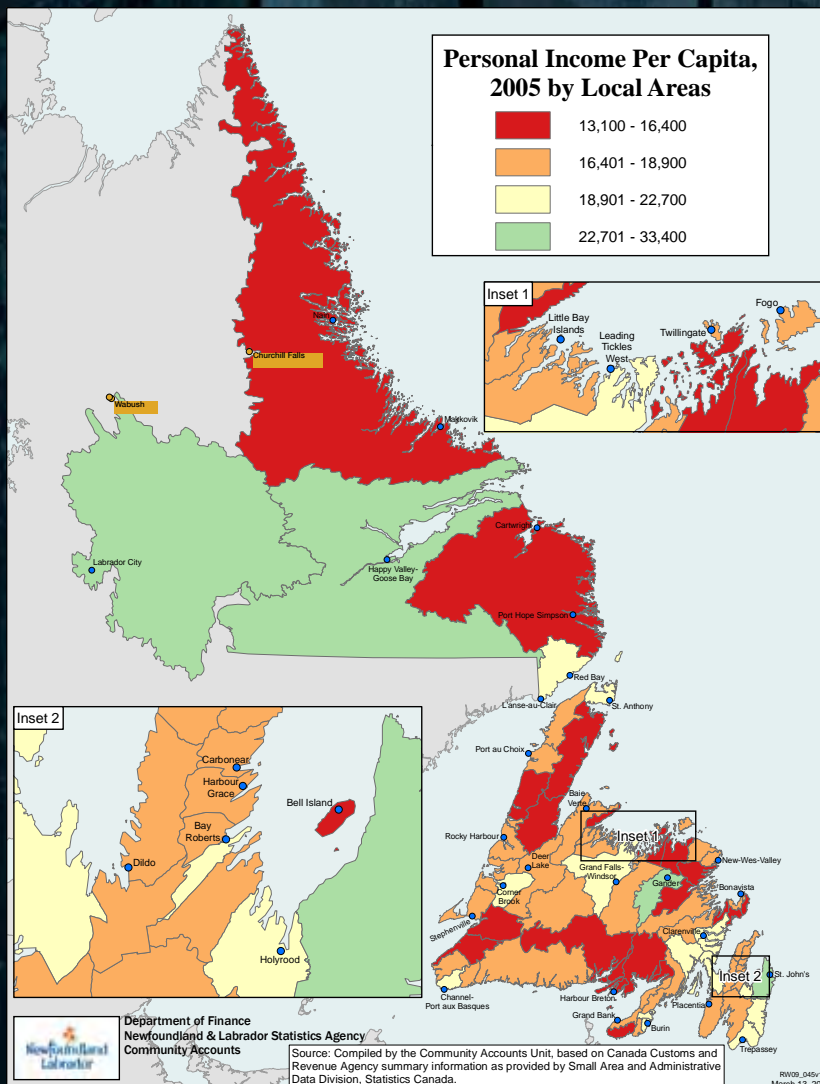 Personal Income Per Capita,
2005 by Local Areas
13,100 - 16,400
16,401 - 18,900
18,901 - 22,700
22,701 - 33,400
Inset 1
Fogo
Little Bay
Islands
Twillingate
Leading
Tickles
West
Nain
Churchill Falls
Wabush
Makkovik
Cartwright
Labrador City
Happy Valley-
Goose Bay
Port Hope Simpson
Red Bay
L'anse-au-Clair
St. Anthony
Port au Choix
Baie
Verte
Rocky Harbour
Inset 1
Deer
Lake
Grand Falls-
Windsor
New-Wes-Valley
Gander
Bonavista
Corner
Brook
Stephenville
Clarenville
Inset 2
St. John's
Channel-
Port aux Basques
Harbour Breton
Placentia
Grand Bank
Burin
Trepassey
Inset 2
Carbonear
Harbour
Grace
Bell Island
Bay
Roberts
Dildo
Holyrood
Newfoundland
Labrador
Department of Finance
Newfoundland & Labrador Statistics Agency
Community Accounts
Source: Compiled by the Community Accounts Unit, based on Canada Customs and
Revenue Agency summary information as provided by Small Area and Administrative
Data Division, Statistics Canada.